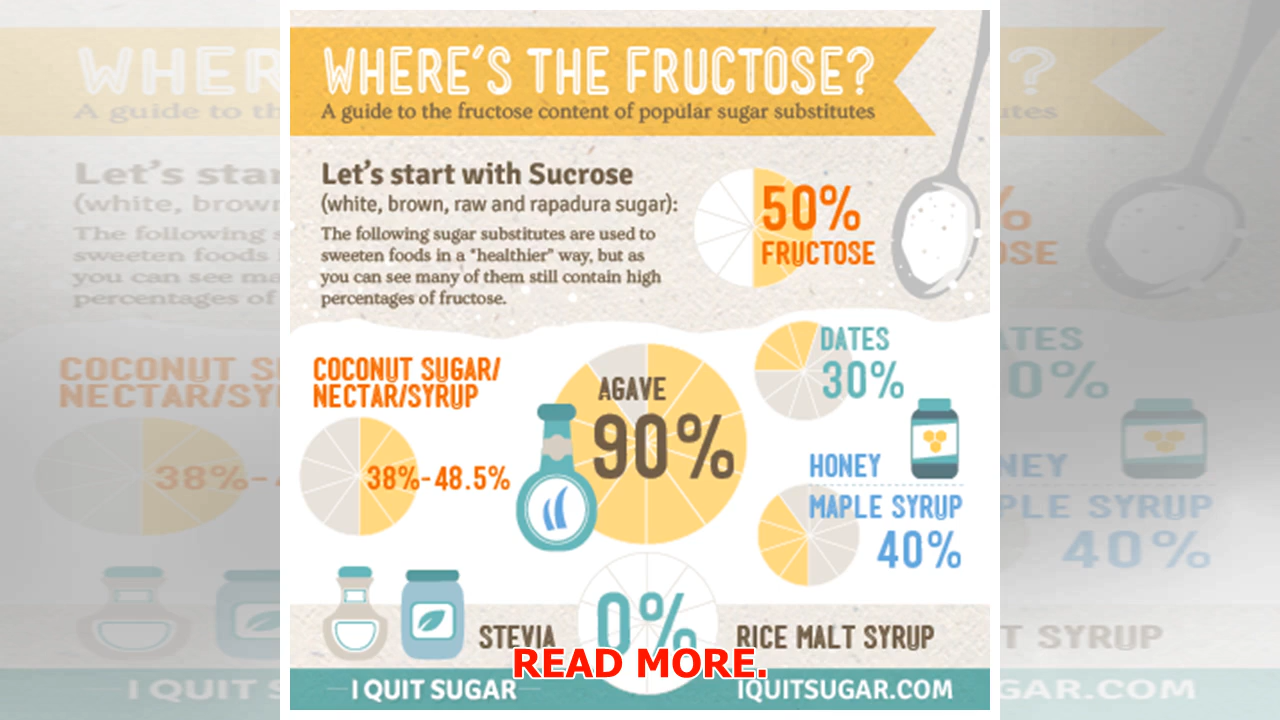 WHERE'S THE FRUCTOSE?
A guide to the fructose content of popular sugar substitutes
Let's start with Sucrose
(white, brown, raw and rapadura sugar):
The following sugar substitutes are used to
sweeten foods in a "healthier" way, but as
you can see many of them still contain high
percentages of fructose.
50%
FRUCTOSE
COCONUT SUGAR/
NECTAR/SYRUP
38%-48.5%
AGAVE
90%
DATES
30%
HONEY
MAPLE SYRUP
40%
STEVIA
0%
RICE MALT SYRUP
READ MORE.
I QUIT SUGAR
IQUITSUGAR.COM